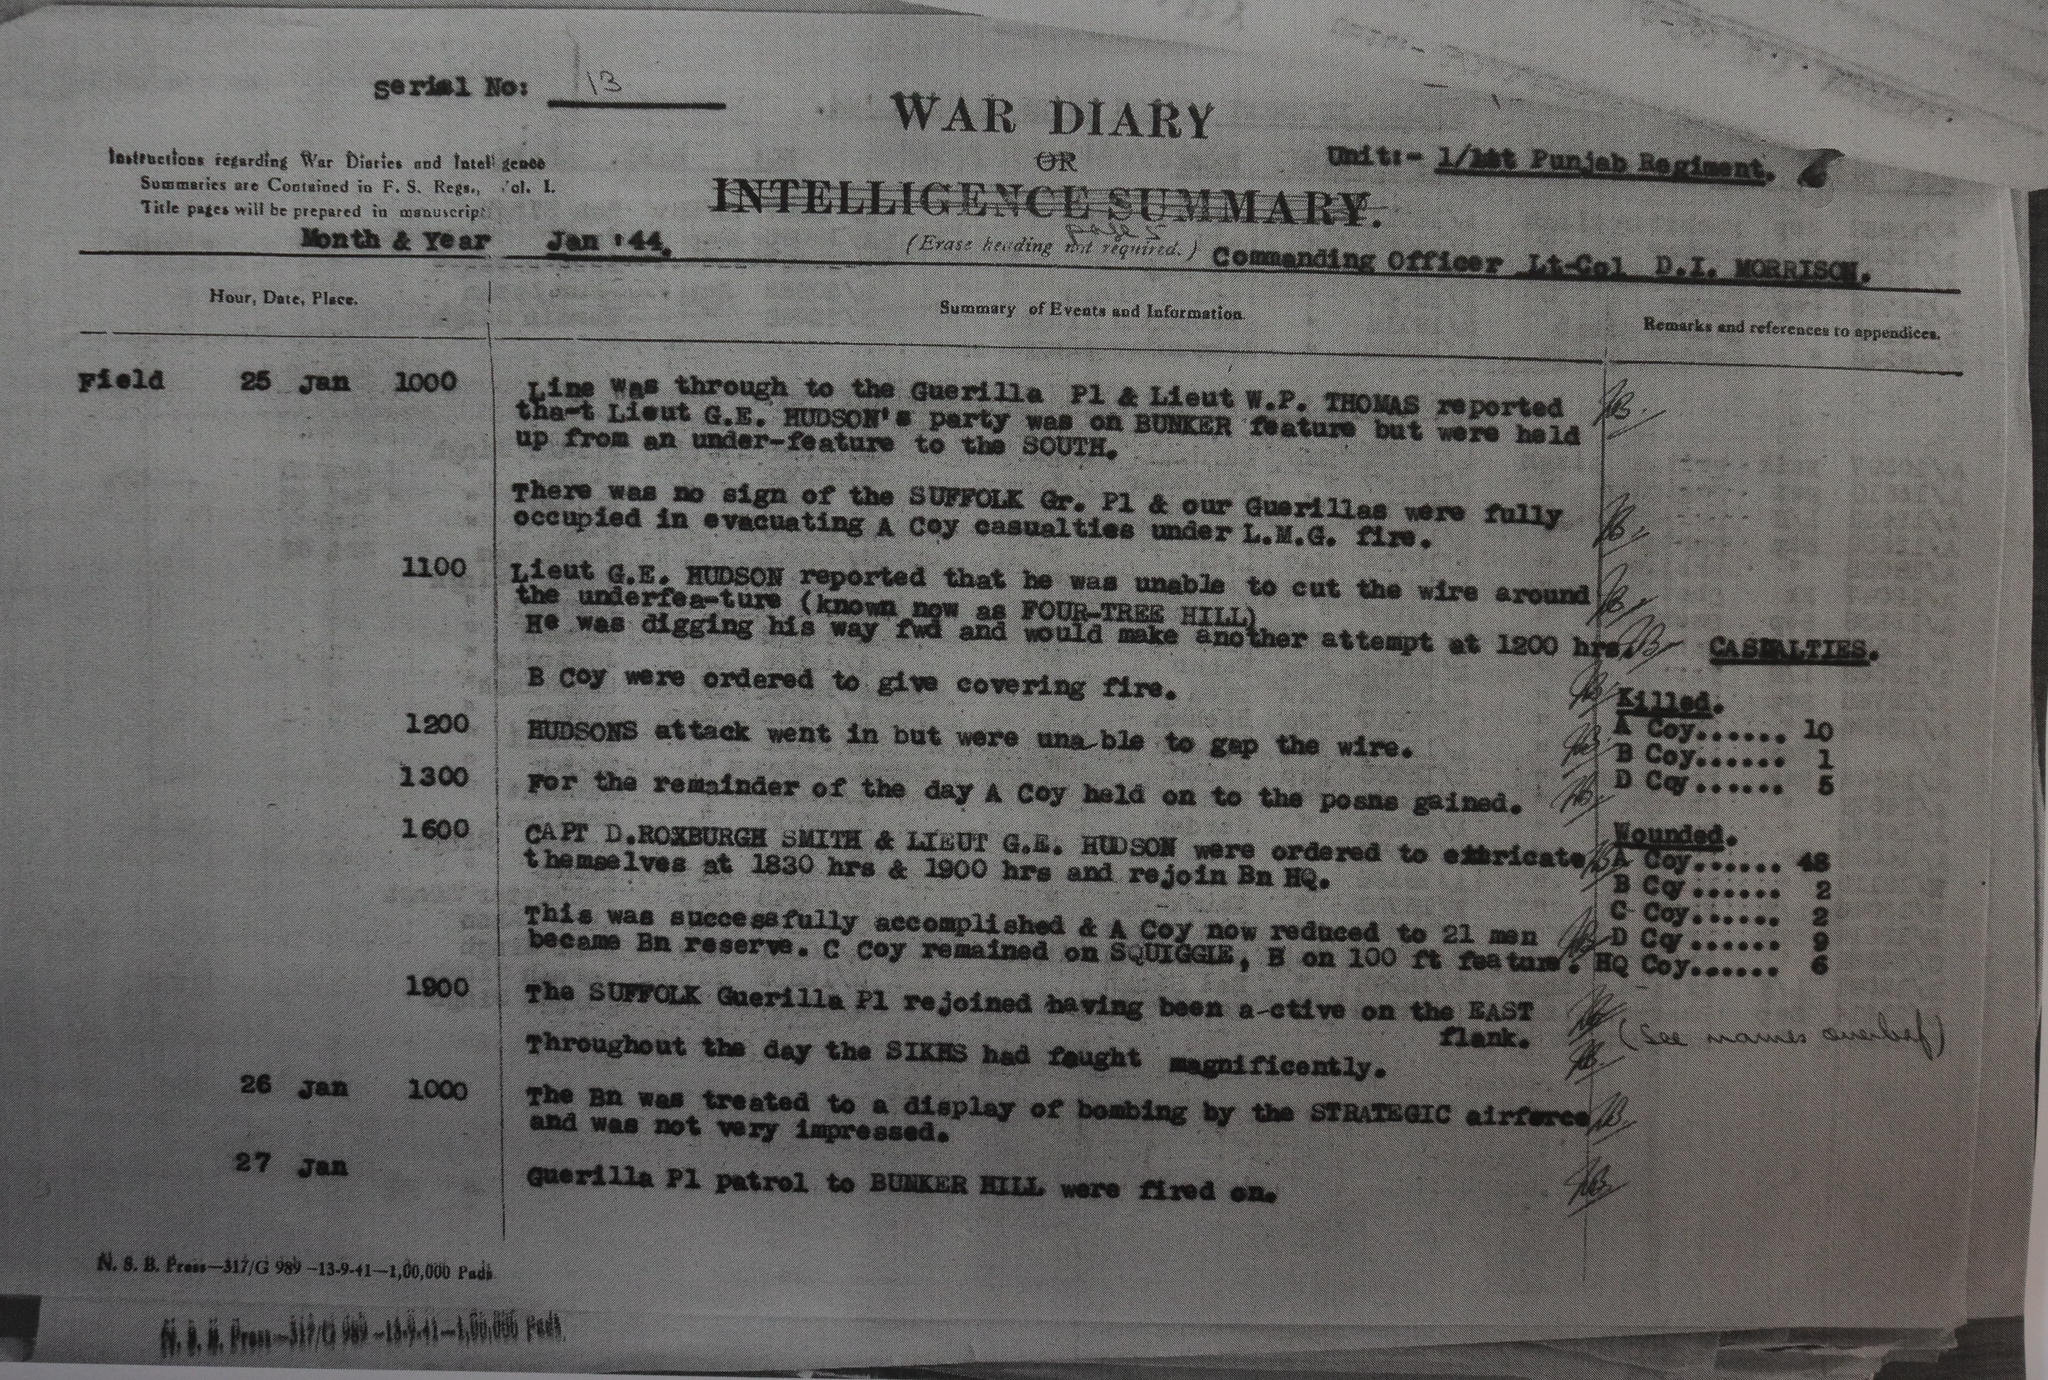 Serial No: 13
WAR DIARY
OR
INTELLIGENCE SUMMARY.
pages
(Erase heading not required.)
Instructions regarding War Diaries and Intelligence
Summaries are Contained in F. S. Regs., Vol. I.
Title pages will be prepared in manuscript
Unit:- 1/1st Punjab Regiment.
Month & Year Jan '44.
Commanding Officer Lt-Col D.I. MORRISON.
Hour, Date, Place.
Summary of Events and Information.
Remarks and references to appendices.
Field 25 Jan 1000
Line was through to the Guerilla Pl & Lieut W.P. THOMAS reported
tha-t Lieut G.E. HUDSON's party was on BUNKER feature but were held
up from an under-feature to the SOUTH.
There was no sign of the SUFFOLK Gr. Pl & our Guerillas were fully
occupied in evacuating A Coy casualties under L.M.G. fire.
1100 Lieut G.E. HUDSON reported that he was unable to cut the wire around
the underfea-ture (known now as FOUR-TREE HILL)
He was digging his way fwd and would make another attempt at 1200 hrs.
B Coy were ordered to give covering fire.
1200 HUDSONS attack went in but were una-ble to gap the wire.
1300 For the remainder of the day A Coy held on to the posns gained.
1600 CAPT D.ROXBURGH SMITH & LIEUT G.E. HUDSON were ordered to extricate
themselves at 1830 hrs & 1900 hrs and rejoin Bn HQ.
This was successfully accomplished & A Coy now reduced to 21 men
became Bn reserve. C Coy remained on SQUIGGLE, B on 100 ft feature.
1900 The SUFFOLK Guerilla Pl rejoined having been a-ctive on the EAST
flank.
Throughout the day the SIKHS had faught magnificently.
26 Jan 1000 The Bn was treated to a display of bombing by the STRATEGIC airforce
and was not very impressed.
27 Jan Guerilla Pl patrol to BUNKER HILL were fired on.
CASUALTIES.
Killed.
A Coy...... 10
B Coy...... 1
D Coy...... 5
Wounded.
A Coy...... 48
B Coy...... 2
C Coy...... 2
D Coy...... 9
HQ Coy...... 6
(See names overleaf)
N. S. B. Press—317/G 989 —13-9-41—1,00,000 Pads
N. S. B. Press—317/G 989 —13-9-41—1,00,000 Pads.